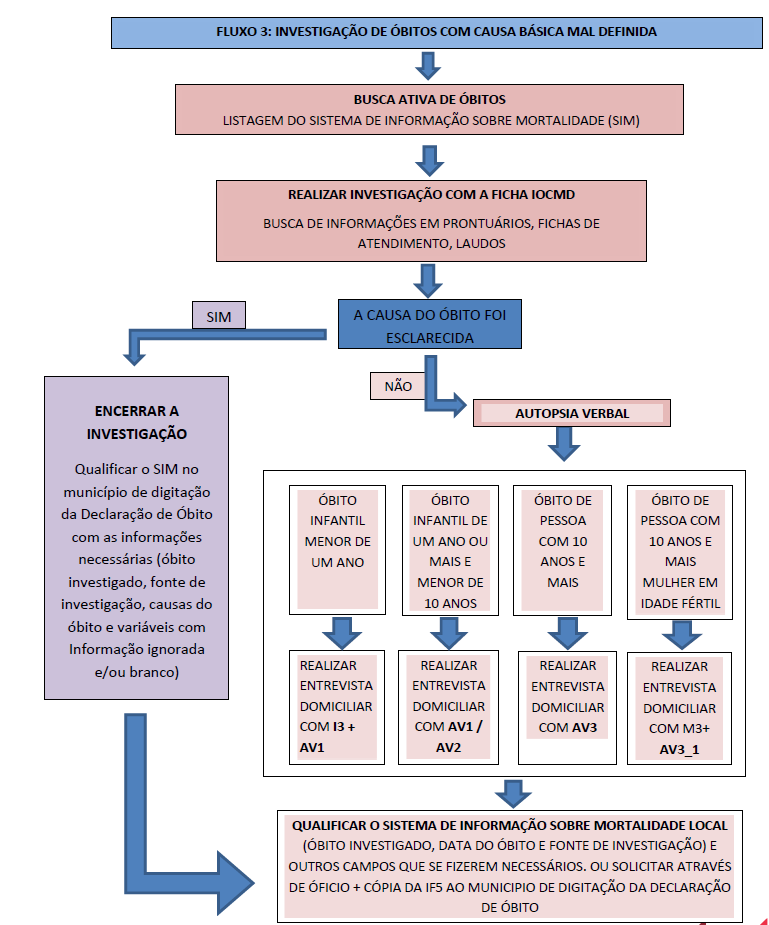 FLUXO 3: INVESTIGAÇÃO DE ÓBITOS COM CAUSA BÁSICA MAL DEFINIDA
BUSCA ATIVA DE ÓBITOS
LISTAGEM DO SISTEMA DE INFORMAÇÃO SOBRE MORTALIDADE (SIM)
REALIZAR INVESTIGAÇÃO COM A FICHA IOCMD
BUSCA DE INFORMAÇÕES EM PRONTUÁRIOS, FICHAS DE
ATENDIMENTO, LAUDOS
A CAUSA DO ÓBITO FOI
ESCLARECIDA
SIM
ENCERRAR A
INVESTIGAÇÃO
Qualificar o SIM no
município de digitação
da Declaração de Óbito
com as informações
necessárias (óbito
investigado, fonte de
investigação, causas do
óbito e variáveis com
Informação ignorada
e/ou branco)
NÃO
AUTOPSIA VERBAL
ÓBITO
INFANTIL
MENOR DE
UM ANO
ÓBITO
INFANTIL DE
UM ANO OU
MAIS E
MENOR DE
10 ANOS
ÓBITO DE
PESSOA
COM 10
ANOS E
MAIS
ÓBITO DE
PESSOA COM
10 ANOS E
MAIS
MULHER EM
IDADE FÉRTIL
REALIZAR
ENTREVISTA
DOMICILIAR
COM I3 +
AV1
REALIZAR
ENTREVISTA
DOMICILIAR
COM AV1 /
AV2
REALIZAR
ENTREVISTA
DOMICILIAR
COM AV3
REALIZAR
ENTREVISTA
DOMICILIAR
COM M3+
AV3_1
QUALIFICAR O SISTEMA DE INFORMAÇÃO SOBRE MORTALIDADE LOCAL
(ÓBITO INVESTIGADO, DATA DO ÓBITO E FONTE DE INVESTIGAÇÃO) E
OUTROS CAMPOS QUE SE FIZEREM NECESSÁRIOS. OU SOLICITAR ATRAVÉS
DE ÓFICIO + CÓPIA DA IF5 AO MUNICIPIO DE DIGITAÇÃO DA DECLARAÇÃO
DE ÓBITO